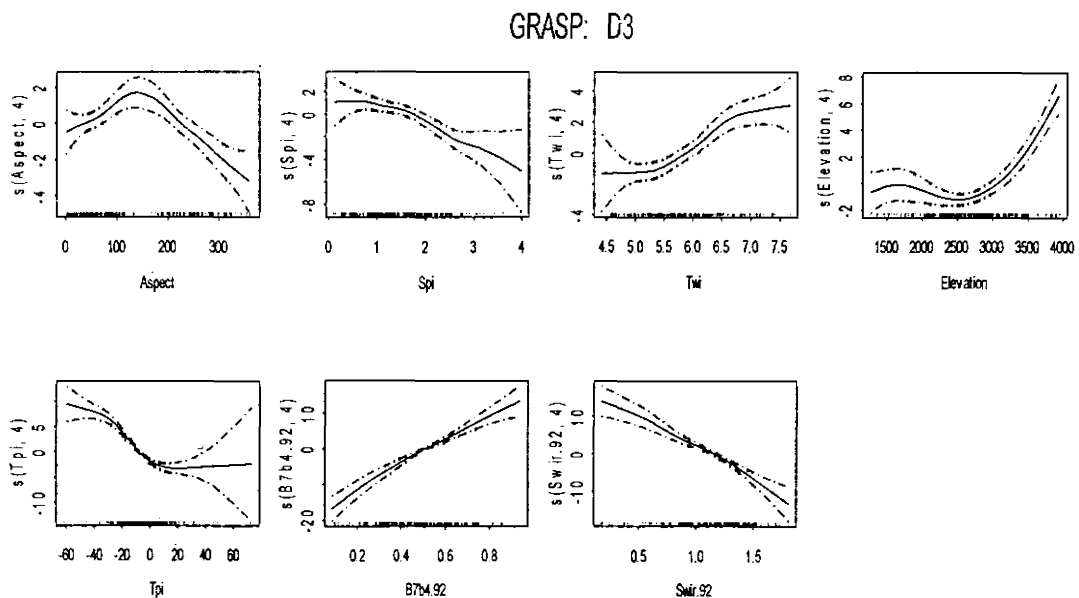 GRASP: D3
s(Aspect, 4)
2
0
-2
-4
0 100 200 300
Aspect
s(Spi, 4)
2
0
-4
-8
0 1 2 3 4
Spi
s(Twi, 4)
4
2
0
-4
4.5 5.0 5.5 6.0 6.5 7.0 7.5
Twi
s(Elevation, 4)
8
6
2
-2
1500 2000 2500 3000 3500 4000
Elevation
s(Tpi, 4)
5
0
-10
-60 -40 -20 0 20 40 60
Tpi
s(B7b4.92, 4)
10
0
-20
0.2 0.4 0.6 0.8
B7b4.92
s(Swir.92, 4)
10
0
-10
0.5 1.0 1.5
Swir.92